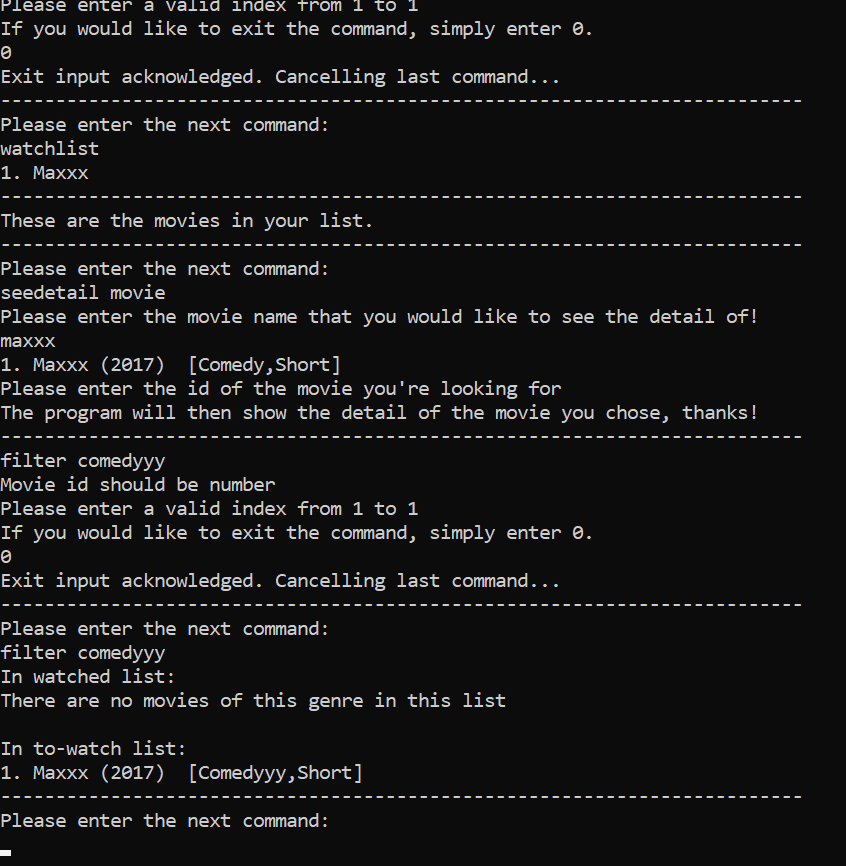 Please enter a valid index from 1 to 1
If you would like to exit the command, simply enter 0.
0
Exit input acknowledged. Cancelling last command...
-------------------------------------------------------------------------
Please enter the next command:
watchlist
1. Maxxx
-------------------------------------------------------------------------
These are the movies in your list.
-------------------------------------------------------------------------
Please enter the next command:
seedetail movie
Please enter the movie name that you would like to see the detail of!
maxxx
1. Maxxx (2017)  [Comedy,Short]
Please enter the id of the movie you're looking for
The program will then show the detail of the movie you chose, thanks!
-------------------------------------------------------------------------
filter comedyyy
Movie id should be number
Please enter a valid index from 1 to 1
If you would like to exit the command, simply enter 0.
0
Exit input acknowledged. Cancelling last command...
-------------------------------------------------------------------------
Please enter the next command:
filter comedyyy
In watched list:
There are no movies of this genre in this list

In to-watch list:
1. Maxxx (2017)  [Comedyyy,Short]
-------------------------------------------------------------------------
Please enter the next command: